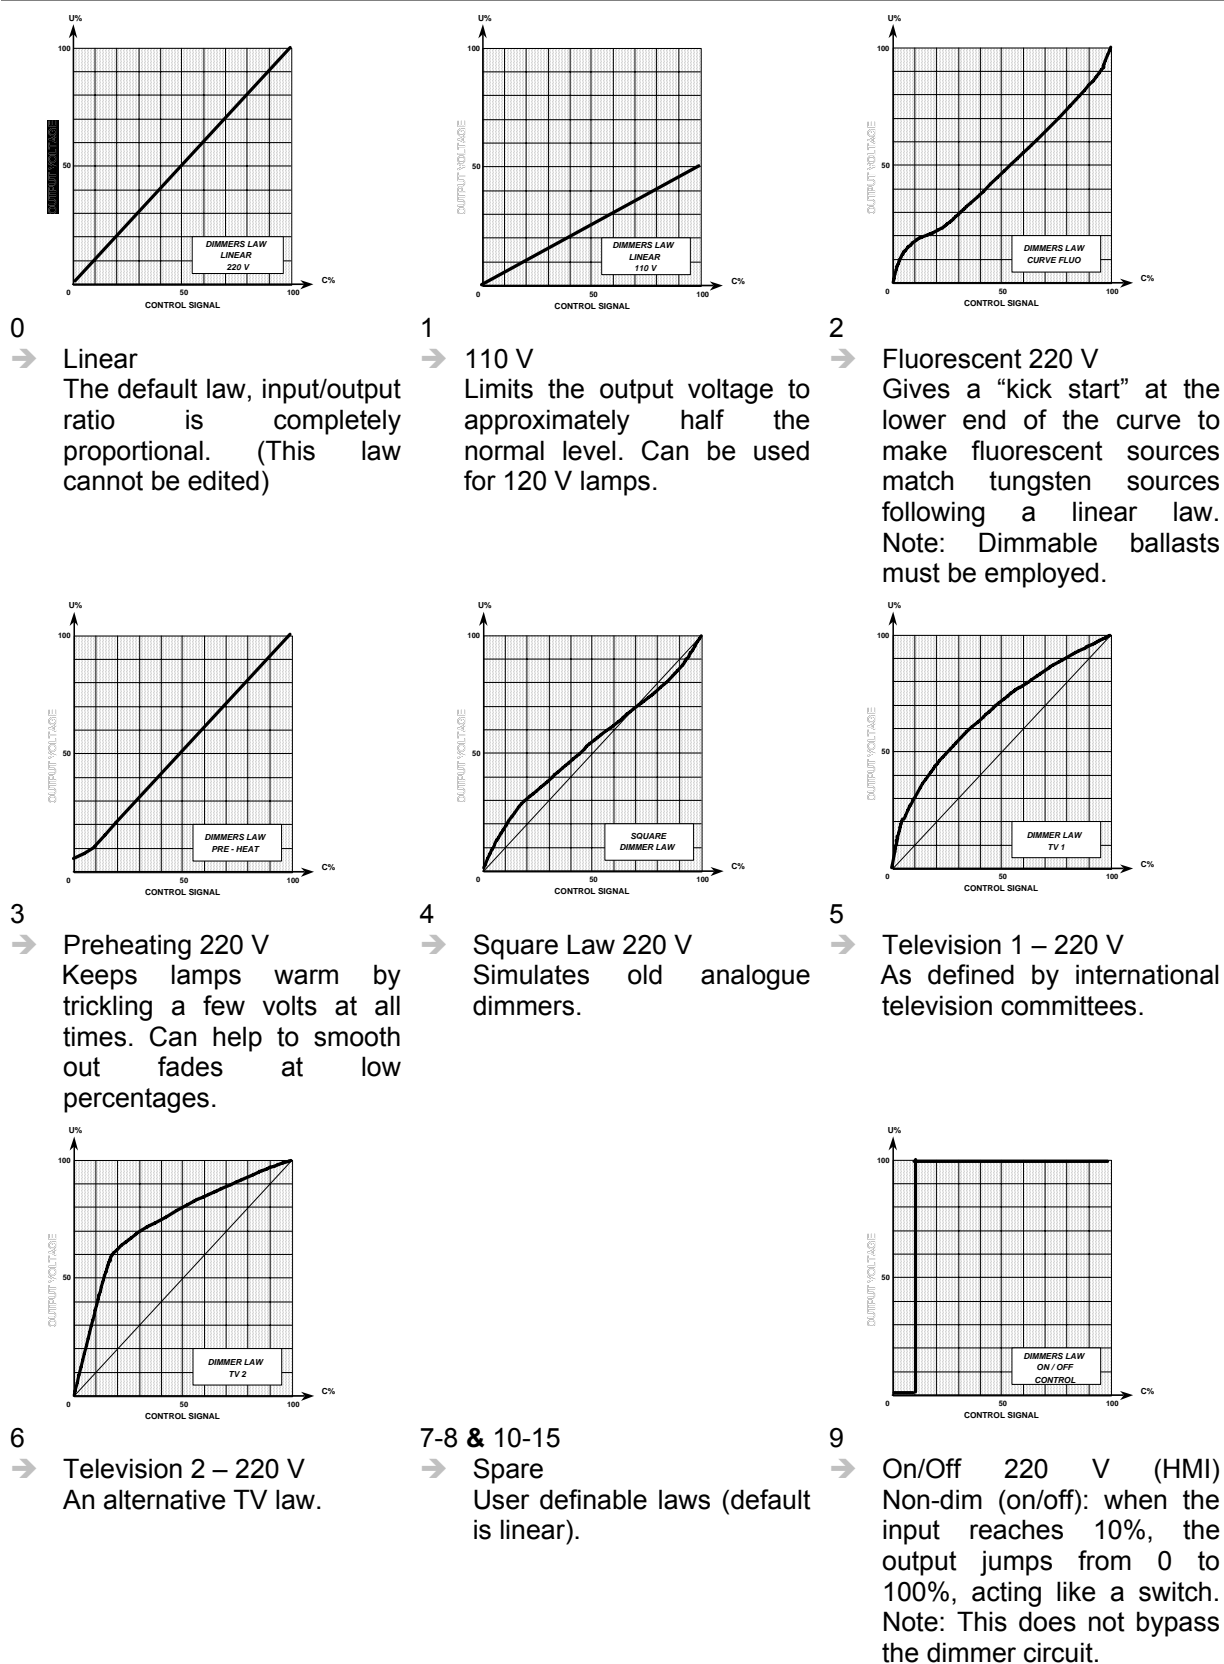 U%
100
OUTPUT VOLTAGE
50
DIMMERS LAW
LINEAR
220 V
C%
0
50
100
CONTROL SIGNAL
0
➔ Linear
The default law, input/output
ratio is completely
proportional. (This law
cannot be edited)
U%
100
OUTPUT VOLTAGE
50
DIMMERS LAW
LINEAR
110 V
C%
0
50
100
CONTROL SIGNAL
1
➔ 110 V
Limits the output voltage to
approximately half the
normal level. Can be used
for 120 V lamps.
U%
100
OUTPUT VOLTAGE
50
DIMMERS LAW
CURVE FLUO
C%
0
50
100
CONTROL SIGNAL
2
➔ Fluorescent 220 V
Gives a “kick start” at the
lower end of the curve to
make fluorescent sources
match tungsten sources
following a linear law.
Note: Dimmable ballasts
must be employed.
U%
100
OUTPUT VOLTAGE
50
DIMMERS LAW
PRE - HEAT
C%
0
50
100
CONTROL SIGNAL
3
➔ Preheating 220 V
Keeps lamps warm by
trickling a few volts at all
times. Can help to smooth
out fades at low
percentages.
U%
100
OUTPUT VOLTAGE
50
SQUARE
DIMMER LAW
C%
0
50
100
CONTROL SIGNAL
4
➔ Square Law 220 V
Simulates old analogue
dimmers.
U%
100
OUTPUT VOLTAGE
50
DIMMER LAW
TV 1
C%
0
50
100
CONTROL SIGNAL
5
➔ Television 1 – 220 V
As defined by international
television committees.
U%
100
OUTPUT VOLTAGE
50
DIMMER LAW
TV 2
C%
0
50
100
CONTROL SIGNAL
6
➔ Television 2 – 220 V
An alternative TV law.
7-8 & 10-15
➔ Spare
User definable laws (default
is linear).
U%
100
OUTPUT VOLTAGE
50
DIMMERS LAW
ON / OFF
CONTROL
C%
0
50
100
CONTROL SIGNAL
9
➔ On/Off 220 V (HMI)
Non-dim (on/off): when the
input reaches 10%, the
output jumps from 0 to
100%, acting like a switch.
Note: This does not bypass
the dimmer circuit.